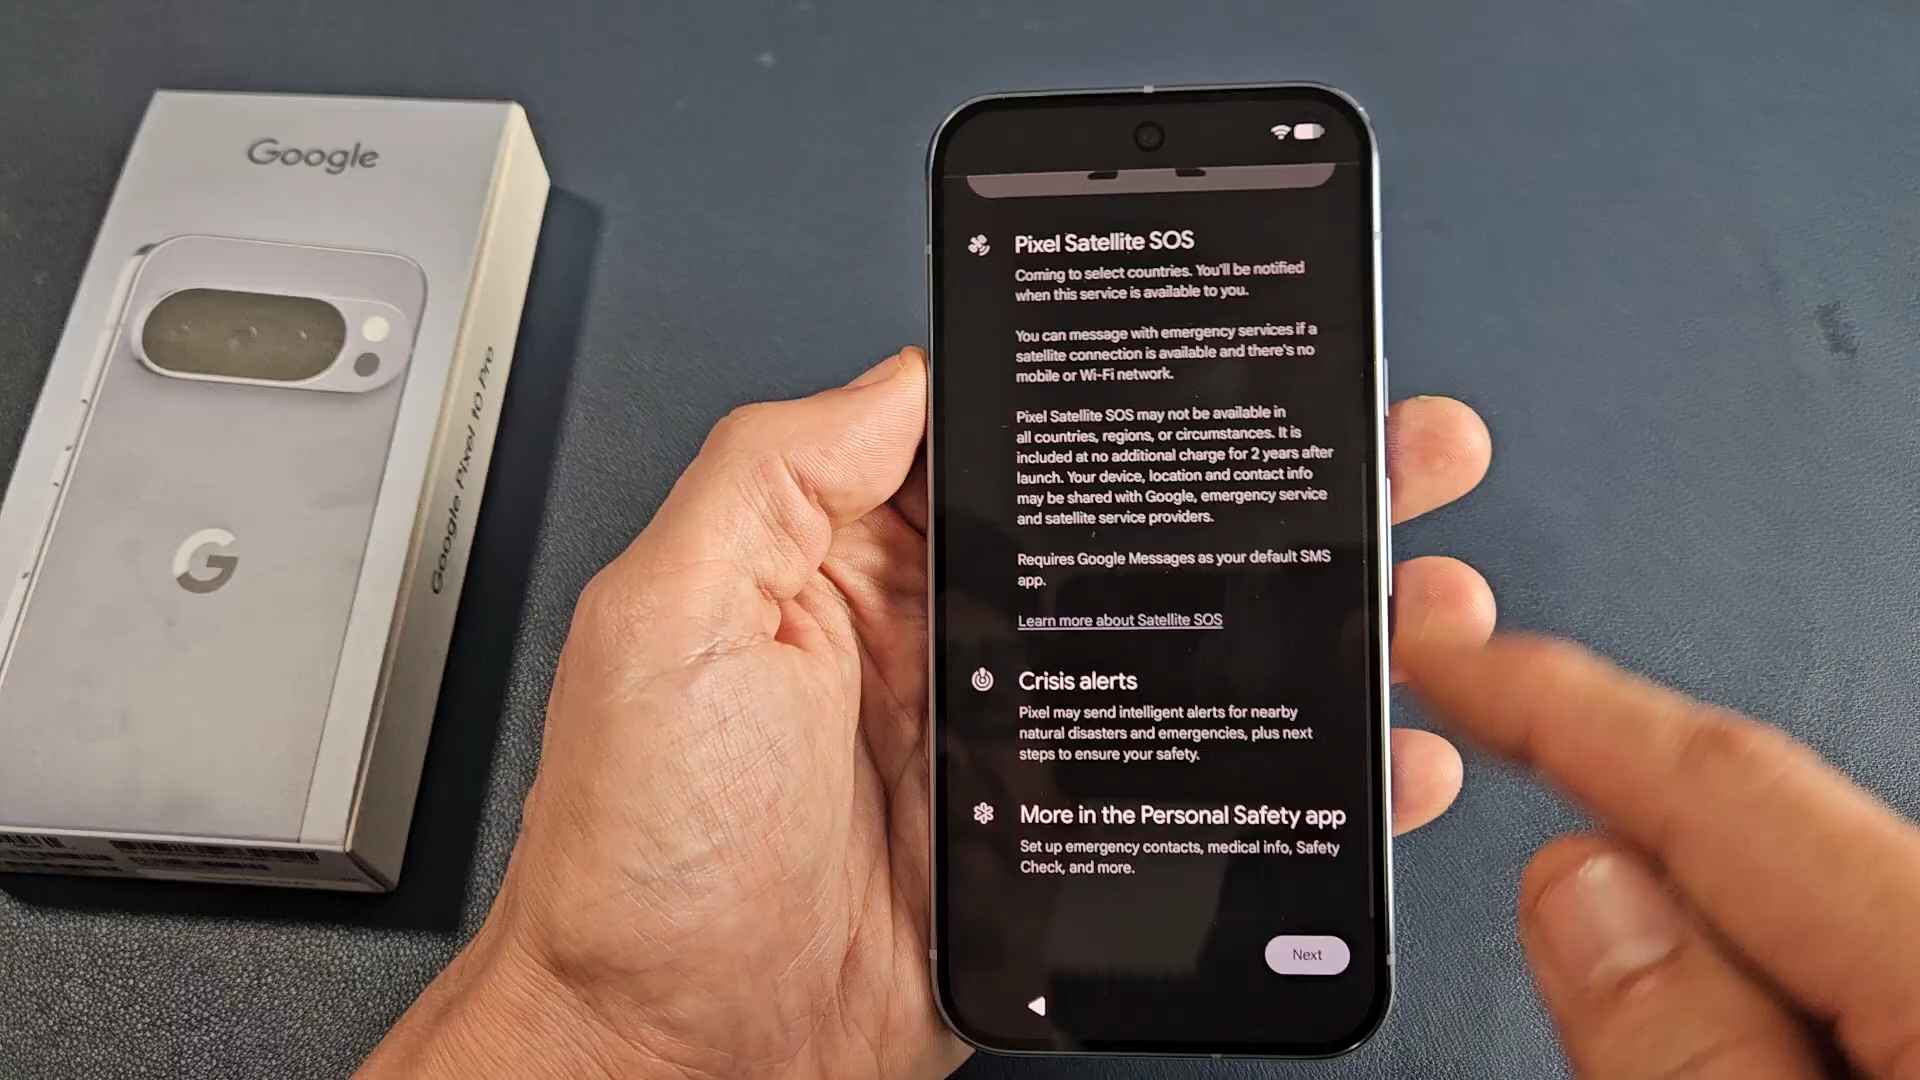 Google
G
Google Pixel 10 Pro
Pixel Satellite SOS
Coming to select countries. You'll be notified
when this service is available to you.
You can message with emergency services if a
satellite connection is available and there's no
mobile or Wi-Fi network.
Pixel Satellite SOS may not be available in
all countries, regions, or circumstances. It is
included at no additional charge for 2 years after
launch. Your device, location and contact info
may be shared with Google, emergency service
and satellite service providers.
Requires Google Messages as your default SMS
app.
Learn more about Satellite SOS
Crisis alerts
Pixel may send intelligent alerts for nearby
natural disasters and emergencies, plus next
steps to ensure your safety.
More in the Personal Safety app
Set up emergency contacts, medical info, Safety
Check, and more.
Next